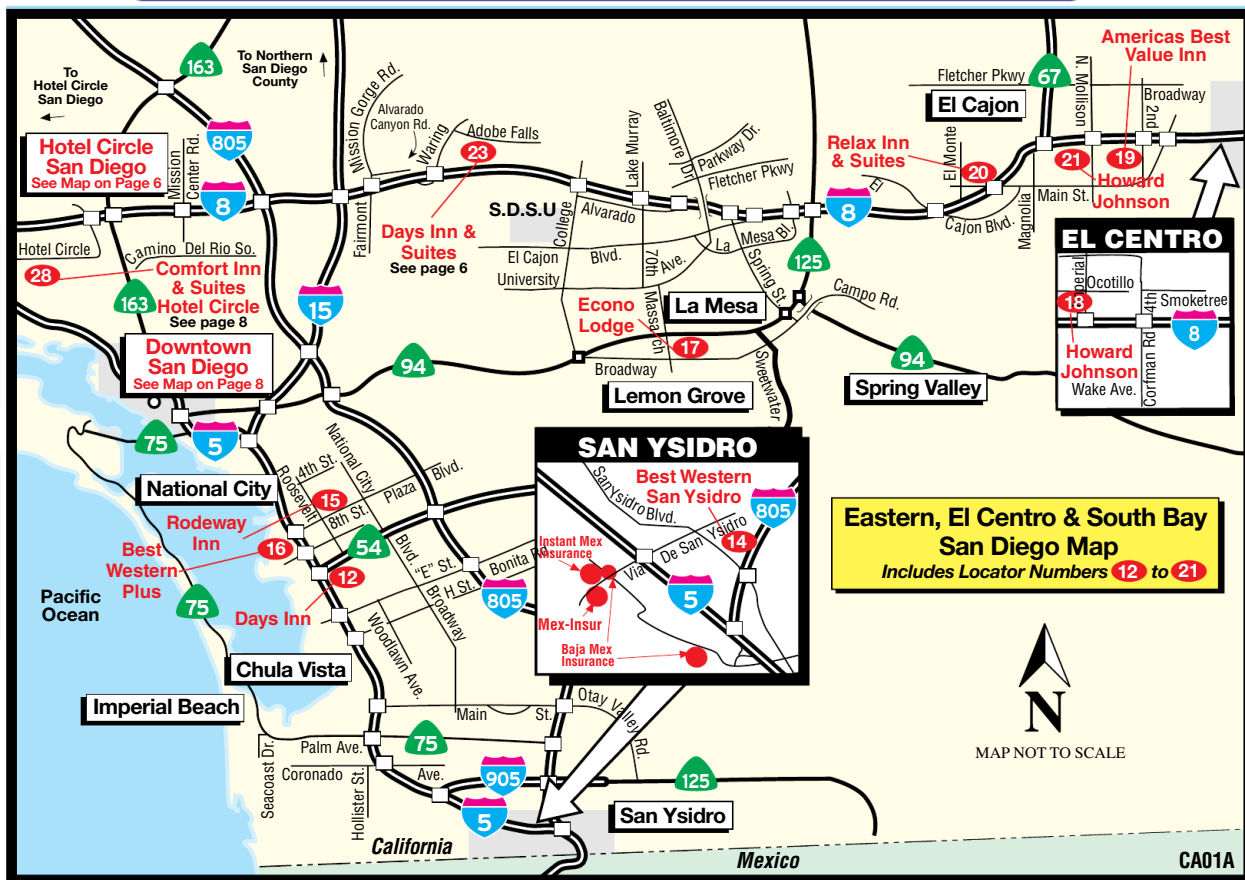 To Northern
San Diego
County
To
Hotel Circle
San Diego
163
805
Hotel Circle
San Diego
See Map on Page 6
Mission
Center Rd.
8
Hotel Circle
28
Camino Del Rio So.
Comfort Inn
& Suites
Hotel Circle
See page 8
163
15
Downtown
San Diego
See Map on Page 8
Mission Gorge Rd.
Alvarado
Canyon Rd.
Waring
Adobe Falls
23
Fairmont
Days Inn &
Suites
See page 6
S.D.S.U
College
Alvarado
Lake Murray
Baltimore Dr.
Parkway Dr.
Fletcher Pkwy
El Cajon Blvd.
La Mesa Bl.
University Ave.
70th
Massach
Spring St.
125
8
Campo Rd.
La Mesa
Econo
Lodge
17
Broadway
Lemon Grove
Sweetwater
94
94
Spring Valley
Americas Best
Value Inn
Fletcher Pkwy
67
N. Mollison
Broadway
2nd
El Cajon
Relax Inn
& Suites
El Monte
20
21
19
Howard
Johnson
Main St.
Magnolia
El
Cajon Blvd.
EL CENTRO
Imperial
Ocotillo
18
4th
Smoketree
8
Howard
Johnson
Wake Ave.
Corfman Rd
75
5
National City
4th St.
Roosevelt
National City
Blvd.
Plaza Blvd.
15
8th St.
Rodeway
Inn
16
54
Best
Western
Plus
12
"E" St.
Bonita Rd
H St.
805
Broadway
Woodlawn Ave.
Days Inn
Pacific
Ocean
75
Chula Vista
Imperial Beach
SAN YSIDRO
San Ysidro
Blvd.
Best Western
San Ysidro
805
14
Via De San Ysidro
Instant Mex
Insurance
5
Mex-Insur
Baja Mex
Insurance
Eastern, El Centro & South Bay
San Diego Map
Includes Locator Numbers 12 to 21
Main St.
Otay Valley Rd.
Seacoast Dr.
Palm Ave.
75
Coronado Ave.
Hollister St.
905
125
5
San Ysidro
N
MAP NOT TO SCALE
California
Mexico
CA01A